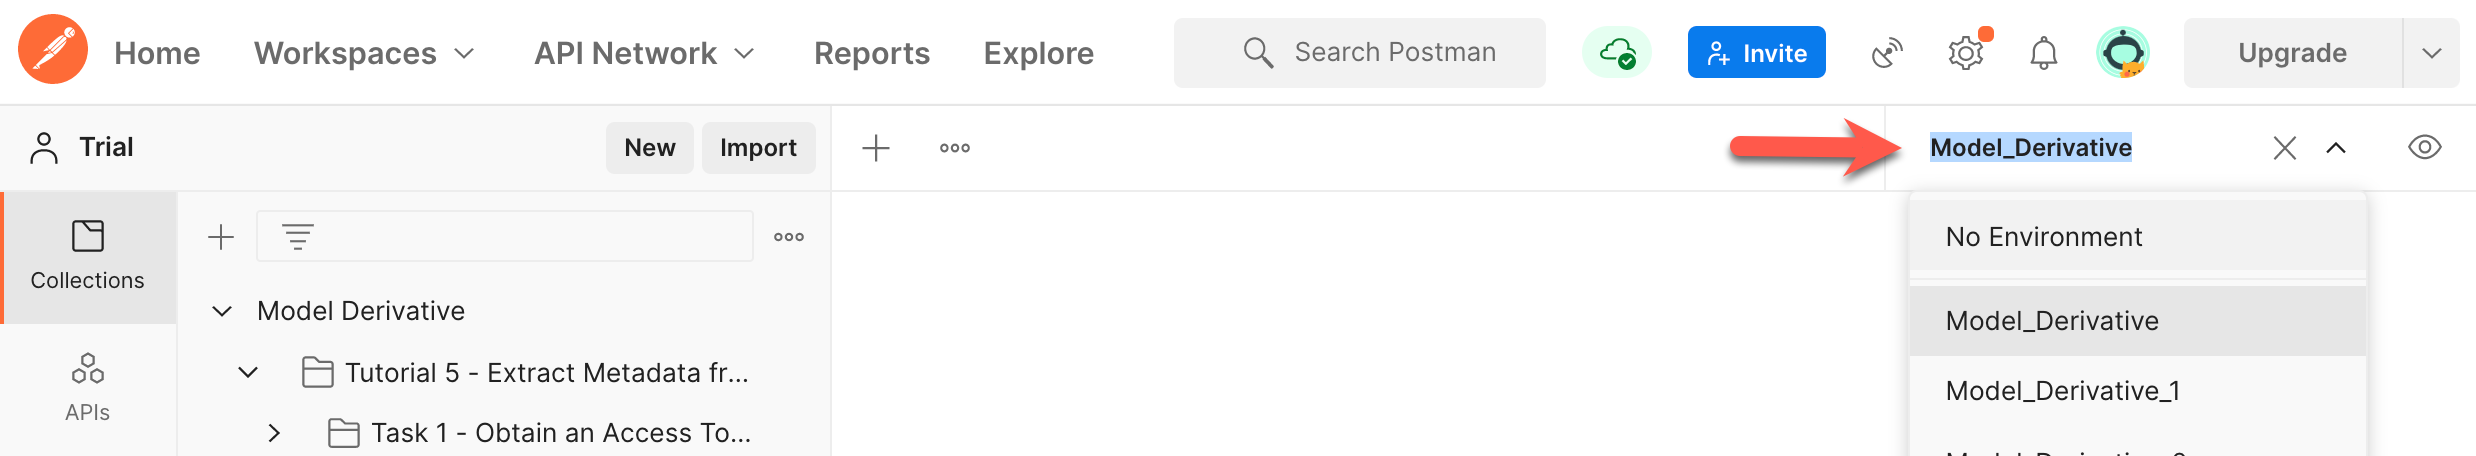 Home Workspaces API Network Reports Explore Search Postman Invite Upgrade
Trial New Import Model_Derivative
No Environment
Collections
Model Derivative
Model_Derivative
Tutorial 5 - Extract Metadata fr...
Model_Derivative_1
APIs
Task 1 - Obtain an Access To...